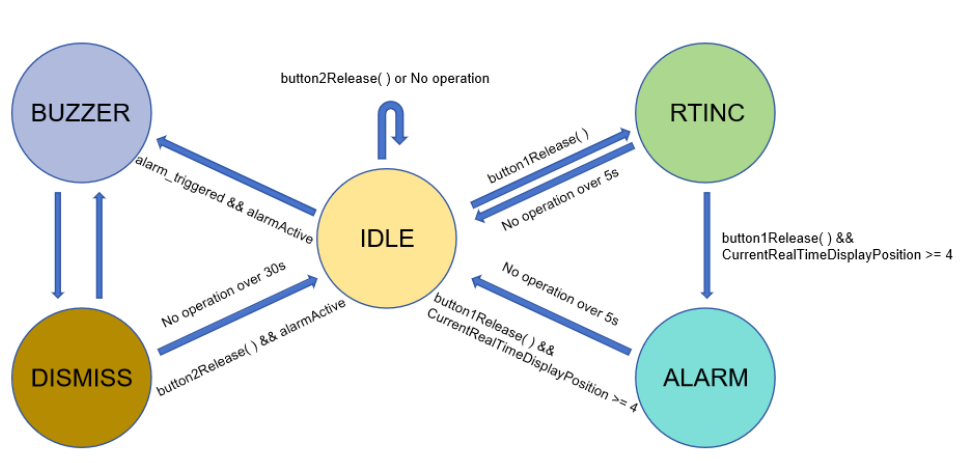 button2Release( ) or No operation
BUZZER
RTINC
button1Release( )
No operation over 5s
alarm_triggered && alarmActive
IDLE
button1Release( ) &&
CurrentRealTimeDisplayPosition >= 4
No operation over 30s
button2Release( ) && alarmActive
No operation over 5s
button1Release( ) &&
CurrentRealTimeDisplayPosition >= 4
DISMISS
ALARM